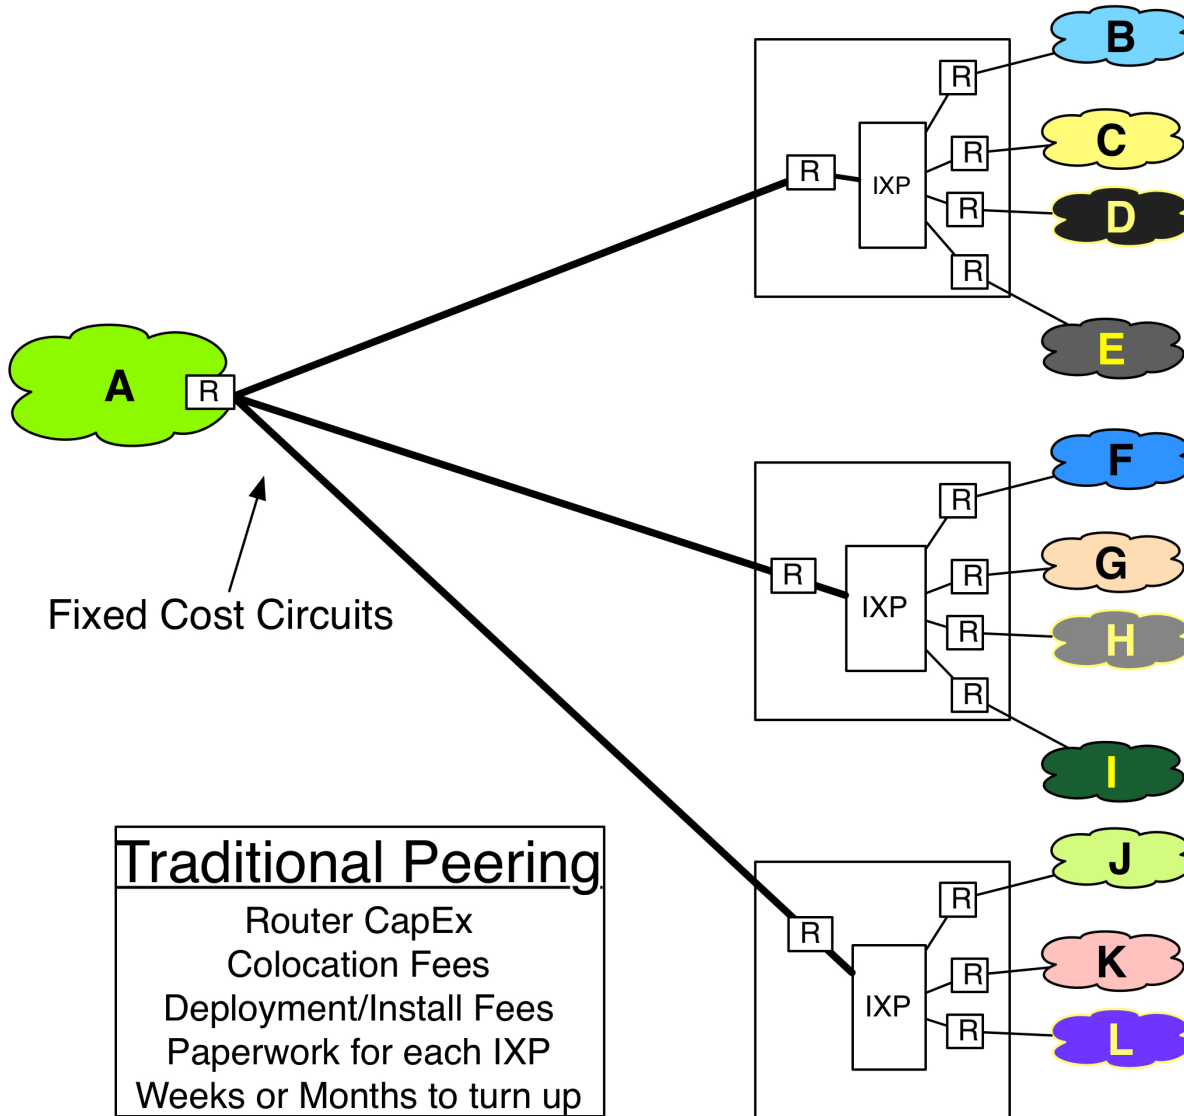 B
R
C
R
R
IXP
D
R
R
E
A
R
F
R
G
R
R
IXP
H
R
R
I
Fixed Cost Circuits
J
R
R
K
R
IXP
L
R
Traditional Peering
Router CapEx
Colocation Fees
Deployment/Install Fees
Paperwork for each IXP
Weeks or Months to turn up